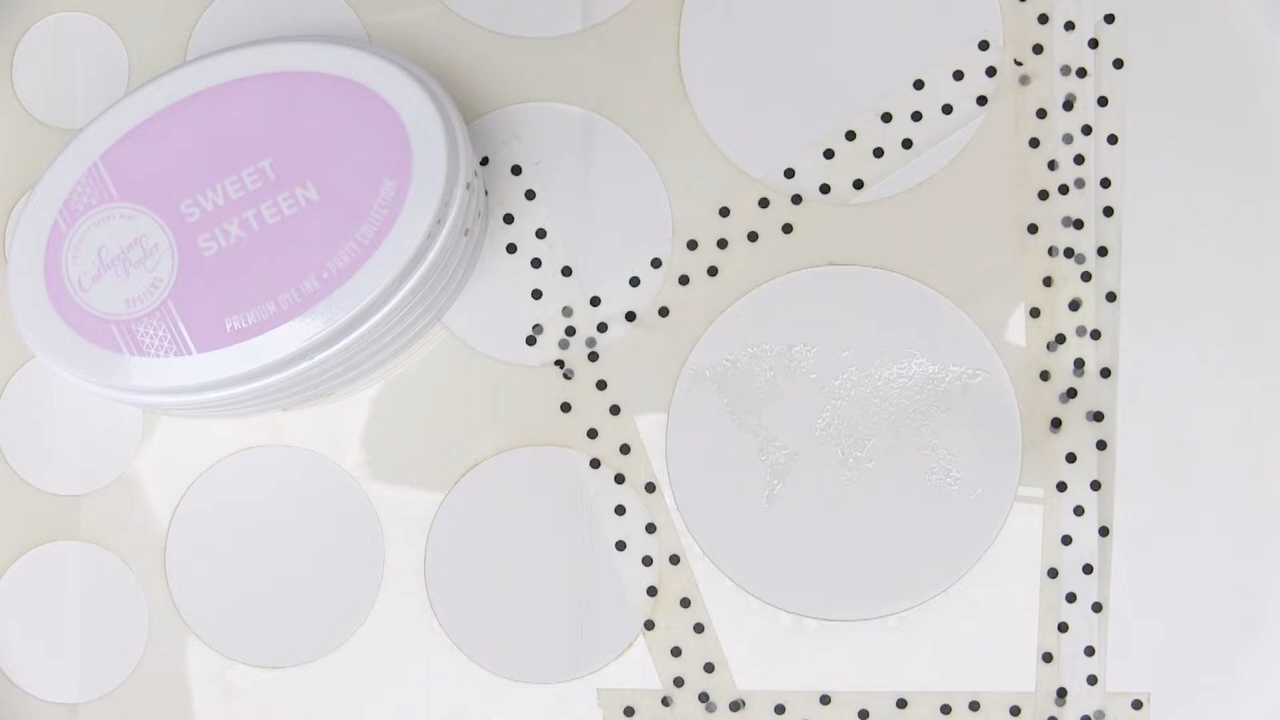 SWEET
SIXTEEN
Catherine
Pooler
DESIGNS
PREMIUM DYE INK • PARTY COLLECTION